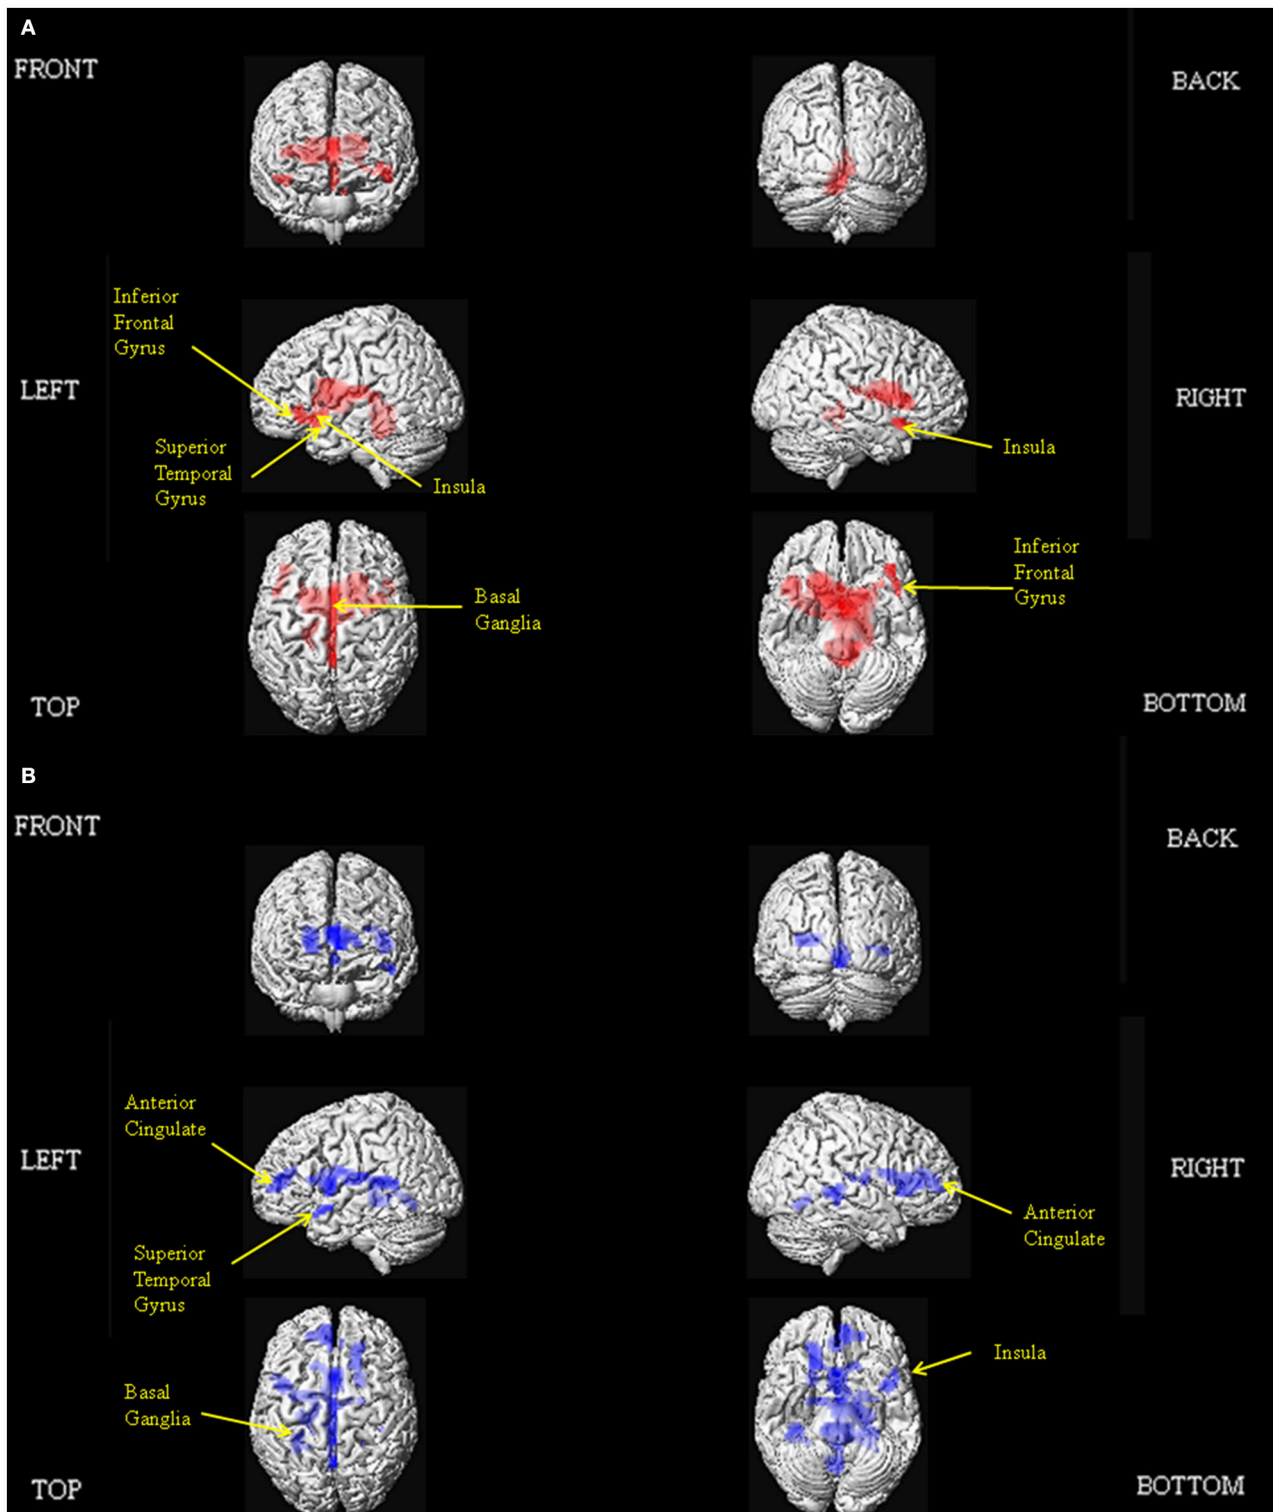 A
FRONT
BACK
Inferior
Frontal
Gyrus
LEFT
RIGHT
Superior
Temporal
Gyrus
Insula
Insula
Inferior
Frontal
Gyrus
Basal
Ganglia
TOP
BOTTOM
B
FRONT
BACK
Anterior
Cingulate
LEFT
RIGHT
Anterior
Cingulate
Superior
Temporal
Gyrus
Insula
Basal
Ganglia
TOP
BOTTOM